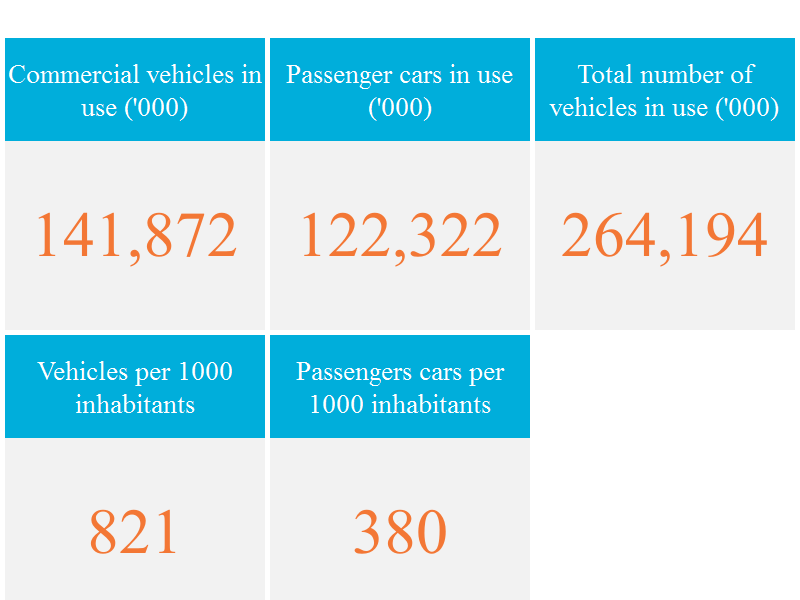 Commercial vehicles in
use ('000)
Passenger cars in use
('000)
Total number of
vehicles in use ('000)
141,872
122,322
264,194
Vehicles per 1000
inhabitants
Passengers cars per
1000 inhabitants
821
380